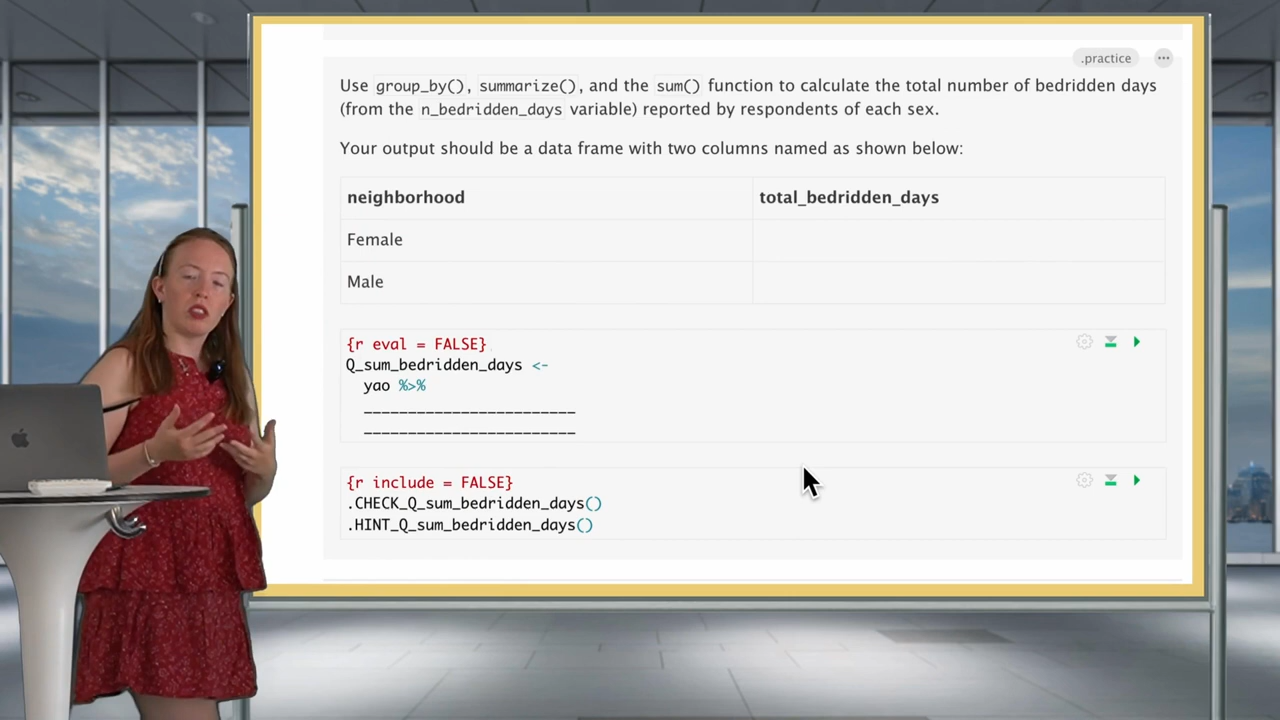 .practice
Use group_by(), summarize(), and the sum() function to calculate the total number of bedridden days
(from the n_bedridden_days variable) reported by respondents of each sex.
Your output should be a data frame with two columns named as shown below:
neighborhood total_bedridden_days
Female
Male
{r eval = FALSE}
Q_sum_bedridden_days <-
yao %>%
________________________
________________________
{r include = FALSE}
.CHECK_Q_sum_bedridden_days()
.HINT_Q_sum_bedridden_days()